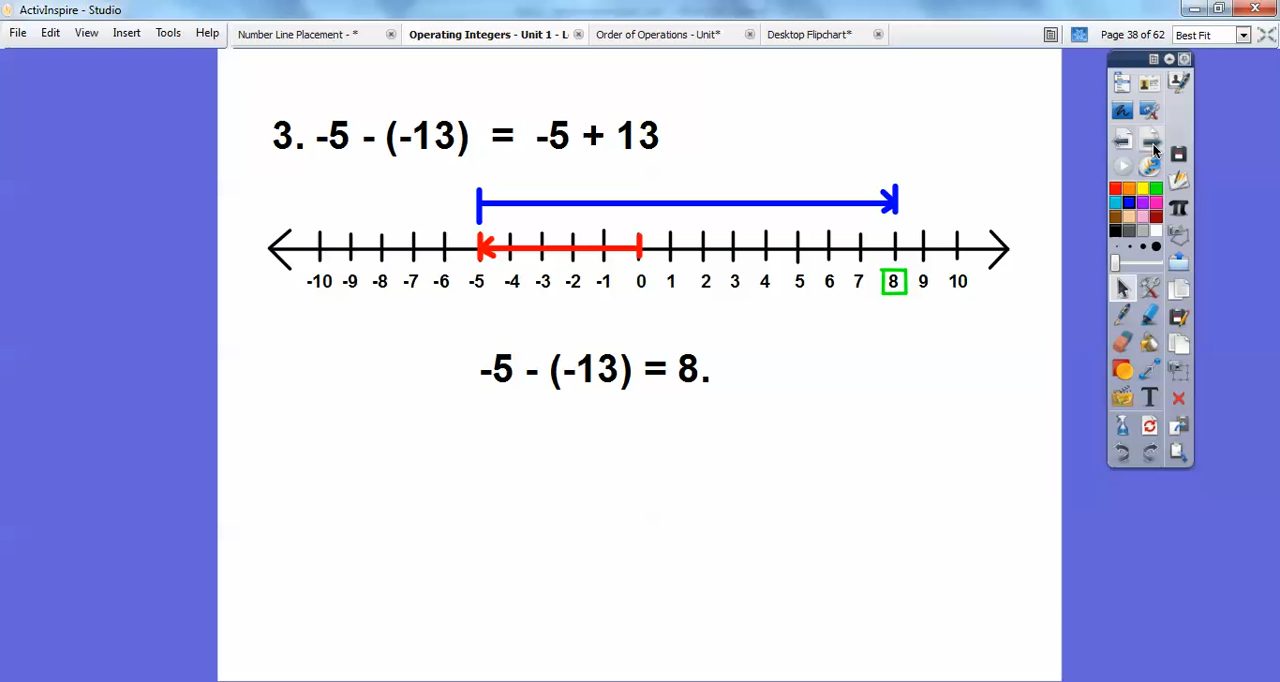 ActivInspire - Studio
File Edit View Insert Tools Help
Number Line Placement - * Operating Integers - Unit 1 - L Order of Operations - Unit* Desktop Flipchart* Page 38 of 62 Best Fit
3. -5 - (-13) = -5 + 13
-10 -9 -8 -7 -6 -5 -4 -3 -2 -1 0 1 2 3 4 5 6 7 8 9 10
-5 - (-13) = 8.